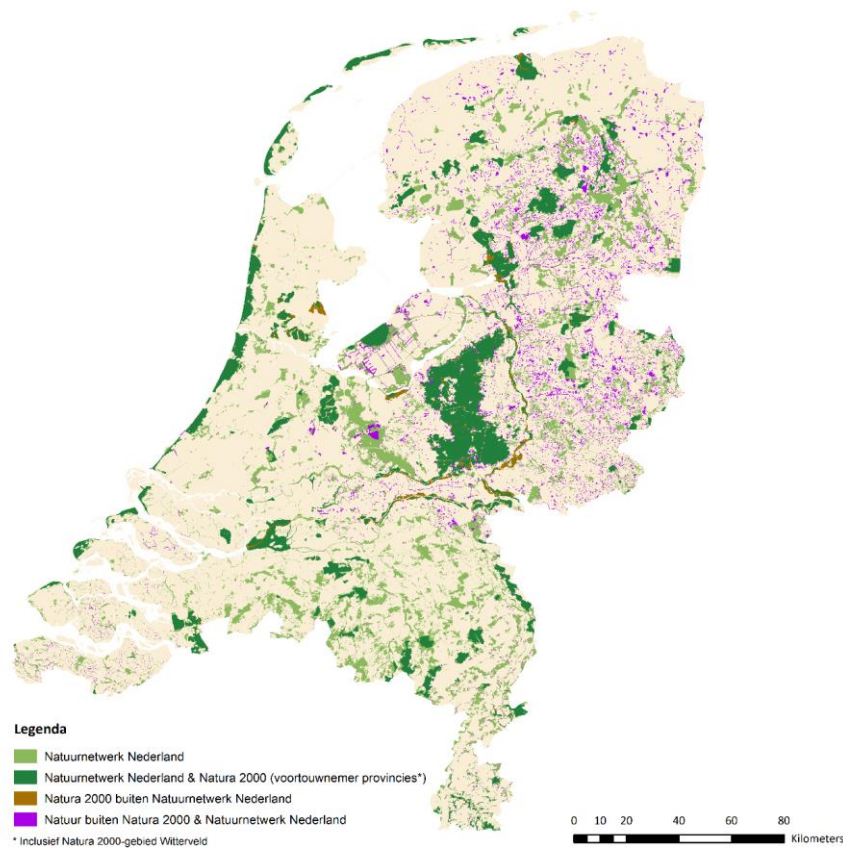 Legenda
Natuurnetwerk Nederland
Natuurnetwerk Nederland & Natura 2000 (voortouwnemer provincies*)
Natura 2000 buiten Natuurnetwerk Nederland
Natuur buiten Natura 2000 & Natuurnetwerk Nederland
* Inclusief Natura 2000-gebied Witterveld
0 10 20 40 60 80
Kilometers